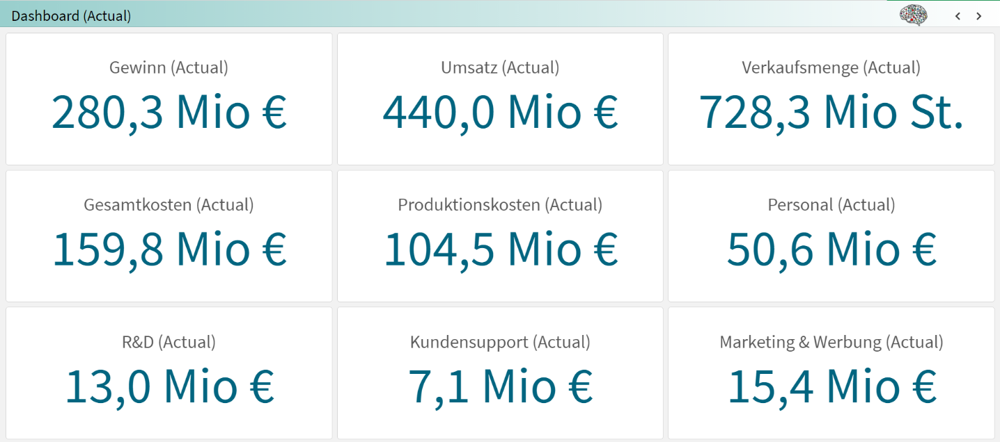 Dashboard (Actual)
Gewinn (Actual)
280,3 Mio €
Umsatz (Actual)
440,0 Mio €
Verkaufsmenge (Actual)
728,3 Mio St.
Gesamtkosten (Actual)
159,8 Mio €
Produktionskosten (Actual)
104,5 Mio €
Personal (Actual)
50,6 Mio €
R&D (Actual)
13,0 Mio €
Kundensupport (Actual)
7,1 Mio €
Marketing & Werbung (Actual)
15,4 Mio €